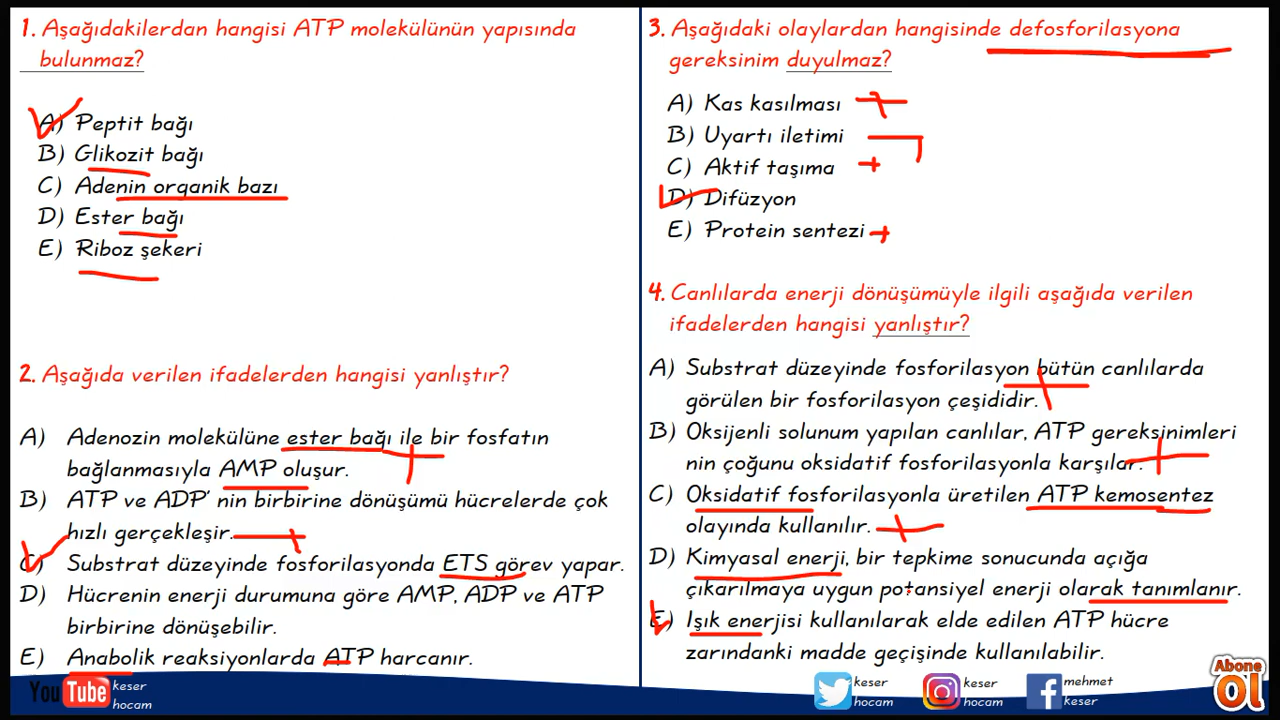 1. Aşağıdakilerdan hangisi ATP molekülünün yapısında
bulunmaz?
A) Peptit bağı
B) Glikozit bağı
C) Adenin organik bazı
D) Ester bağı
E) Riboz şekeri
2. Aşağıda verilen ifadelerden hangisi yanlıştır?
A) Adenozin molekülüne ester bağı ile bir fosfatın
bağlanmasıyla AMP oluşur.
B) ATP ve ADP' nin birbirine dönüşümü hücrelerde çok
hızlı gerçekleşir.
C) Substrat düzeyinde fosforilasyonda ETS görev yapar.
D) Hücrenin enerji durumuna göre AMP, ADP ve ATP
birbirine dönüşebilir.
E) Anabolik reaksiyonlarda ATP harcanır.
3. Aşağıdaki olaylardan hangisinde defosforilasyona
gereksinim duyulmaz?
A) Kas kasılması
B) Uyartı iletimi
C) Aktif taşıma
D) Difüzyon
E) Protein sentezi
4. Canlılarda enerji dönüşümüyle ilgili aşağıda verilen
ifadelerden hangisi yanlıştır?
A) Substrat düzeyinde fosforilasyon bütün canlılarda
görülen bir fosforilasyon çeşididir.
B) Oksijenli solunum yapılan canlılar, ATP gereksinimleri
nin çoğunu oksidatif fosforilasyonla karşılar.
C) Oksidatif fosforilasyonla üretilen ATP kemosentez
olayında kullanılır.
D) Kimyasal enerji, bir tepkime sonucunda açığa
çıkarılmaya uygun potansiyel enerji olarak tanımlanır.
E) Işık enerjisi kullanılarak elde edilen ATP hücre
zarındanki madde geçişinde kullanılabilir.
YouTube keser
hocam
keser
hocam
keser
hocam
mehmet
keser
Abone
ol